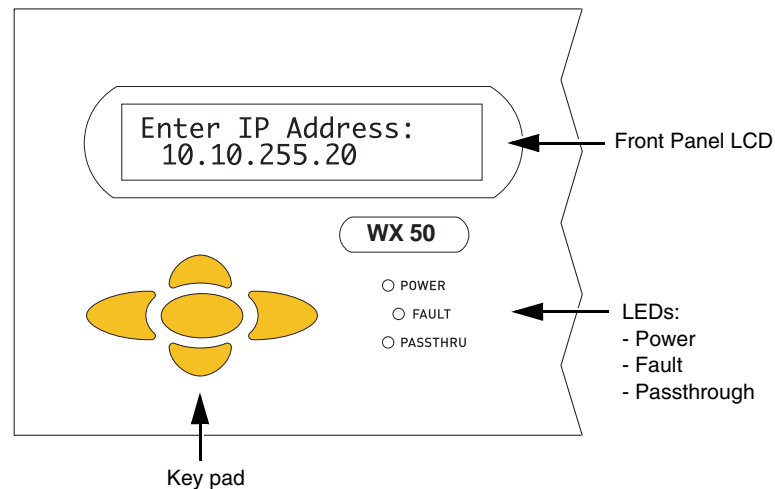 Enter IP Address:
10.10.255.20
Front Panel LCD
WX 50
POWER
FAULT
PASSTHRU
LEDs:
- Power
- Fault
- Passthrough
Key pad